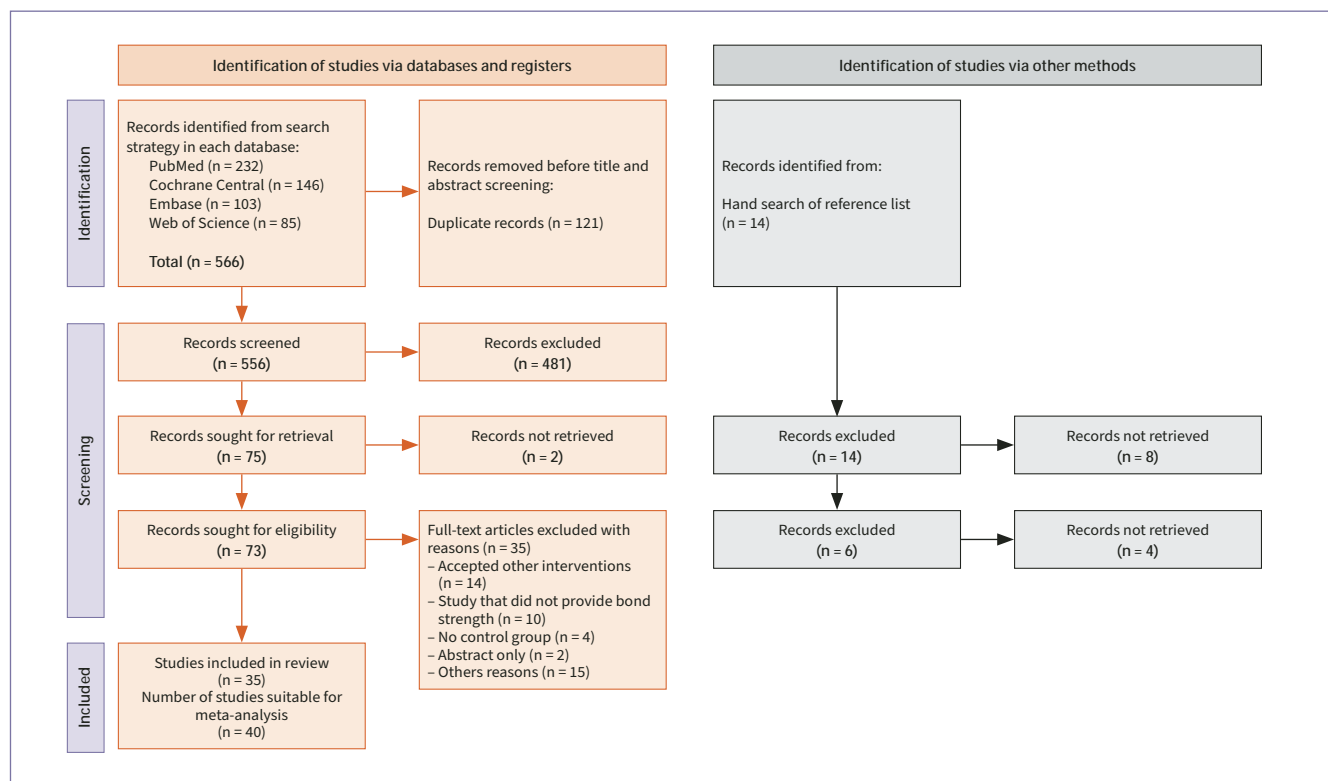 Identification of studies via databases and registers
Identification of studies via other methods
Identification
Records identified from search
strategy in each database:
PubMed (n = 232)
Cochrane Central (n = 146)
Embase (n = 103)
Web of Science (n = 85)
Total (n = 566)
Records removed before title and
abstract screening:
Duplicate records (n = 121)
Records identified from:
Hand search of reference list
(n = 14)
Screening
Records screened
(n = 556)
Records excluded
(n = 481)
Records sought for retrieval
(n = 75)
Records not retrieved
(n = 2)
Records excluded
(n = 14)
Records not retrieved
(n = 8)
Records sought for eligibility
(n = 73)
Full-text articles excluded with
reasons (n = 35)
– Accepted other interventions
(n = 14)
– Study that did not provide bond
strength (n = 10)
– No control group (n = 4)
– Abstract only (n = 2)
– Others reasons (n = 15)
Records excluded
(n = 6)
Records not retrieved
(n = 4)
Included
Studies included in review
(n = 35)
Number of studies suitable for
meta-analysis
(n = 40)